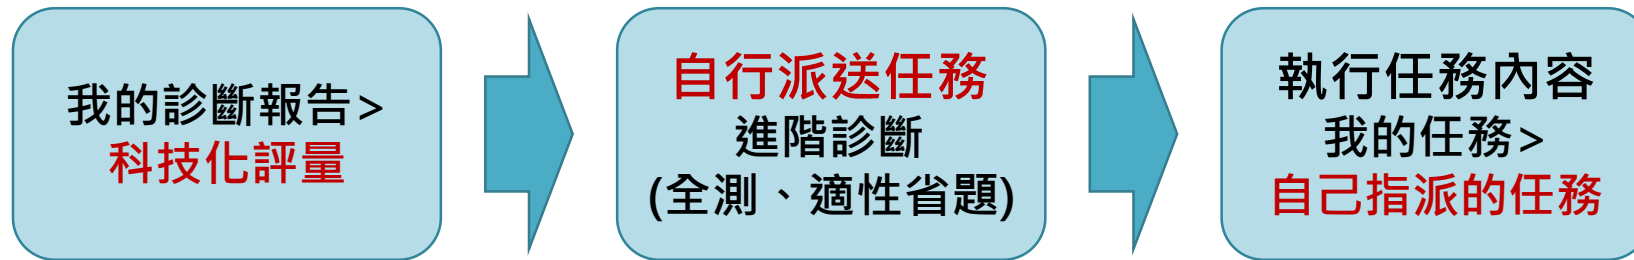 我的診斷報告>
科技化評量
自行派送任務
進階診斷
(全測、適性省題)
執行任務內容
我的任務>
自己指派的任務